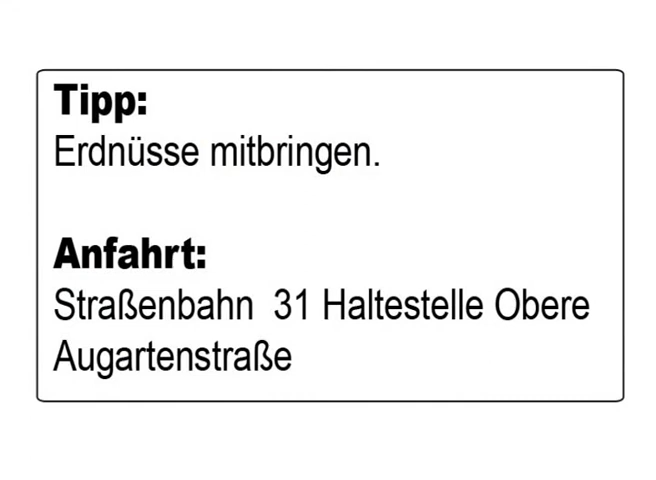 Tipp:
Erdnüsse mitbringen.
Anfahrt:
Straßenbahn 31 Haltestelle Obere
Augartenstraße